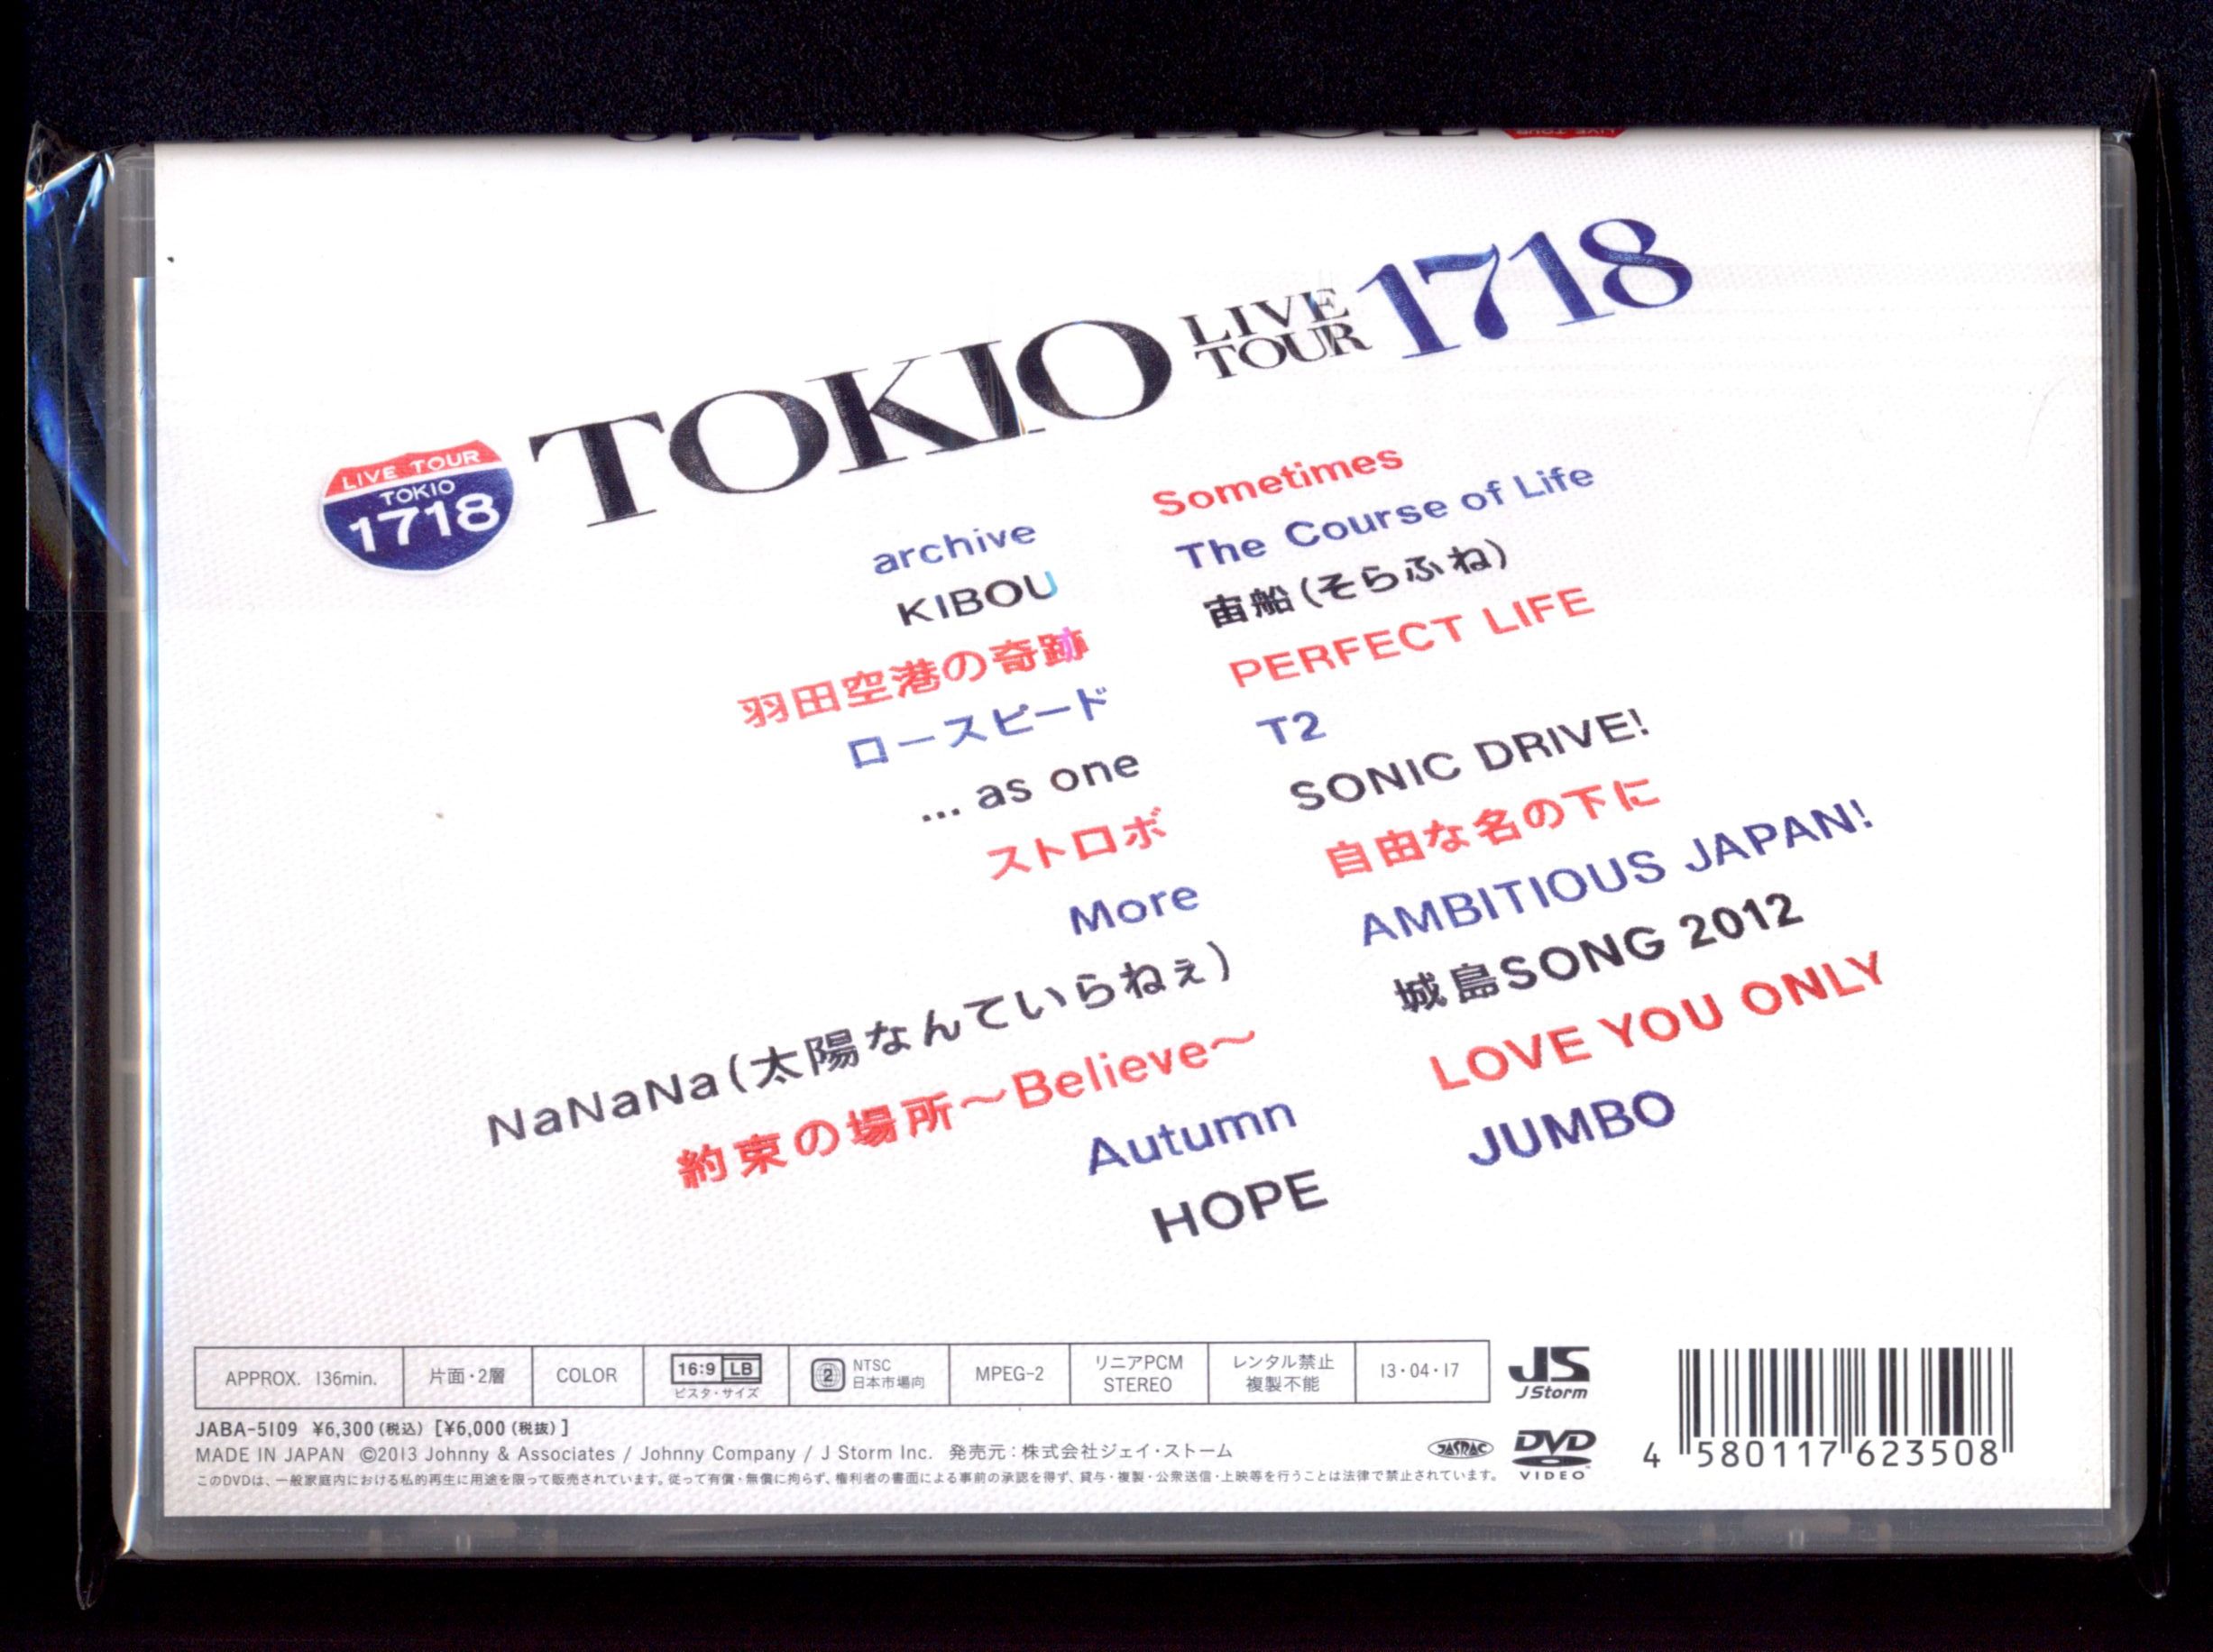 TOKIO LIVE TOUR 1718
LIVE TOUR
TOKIO
1718
archive
KIBOU
羽田空港の奇跡
ロースピード
... as one
ストロボ
More
NaNaNa(太陽なんていらねぇ)
約束の場所〜Believe〜
Autumn
HOPE
Sometimes
The Course of Life
宙船(そらふね)
PERFECT LIFE
T2
SONIC DRIVE!
自由な名の下に
AMBITIOUS JAPAN!
城島SONG 2012
LOVE YOU ONLY
JUMBO
APPROX. 136min.
片面・2層
COLOR
16:9 LB
ビスタ・サイズ
2
NTSC
日本市場向
MPEG-2
リニアPCM
STEREO
レンタル禁止
複製不能
13・04・17
JS
J Storm
JABA-5109 ¥6,300(税込) [¥6,000(税抜)]
MADE IN JAPAN ©2013 Johnny & Associates / Johnny Company / J Storm Inc. 発売元:株式会社ジェイ・ストーム
このDVDは、一般家庭内における私的再生に用途を限って販売されています。従って有償・無償に拘らず、権利者の書面による事前の承認を得ず、貸与・複製・公衆送信・上映等を行うことは法律で禁止されています。
JASRAC
DVD
VIDEO
4 580117 623508